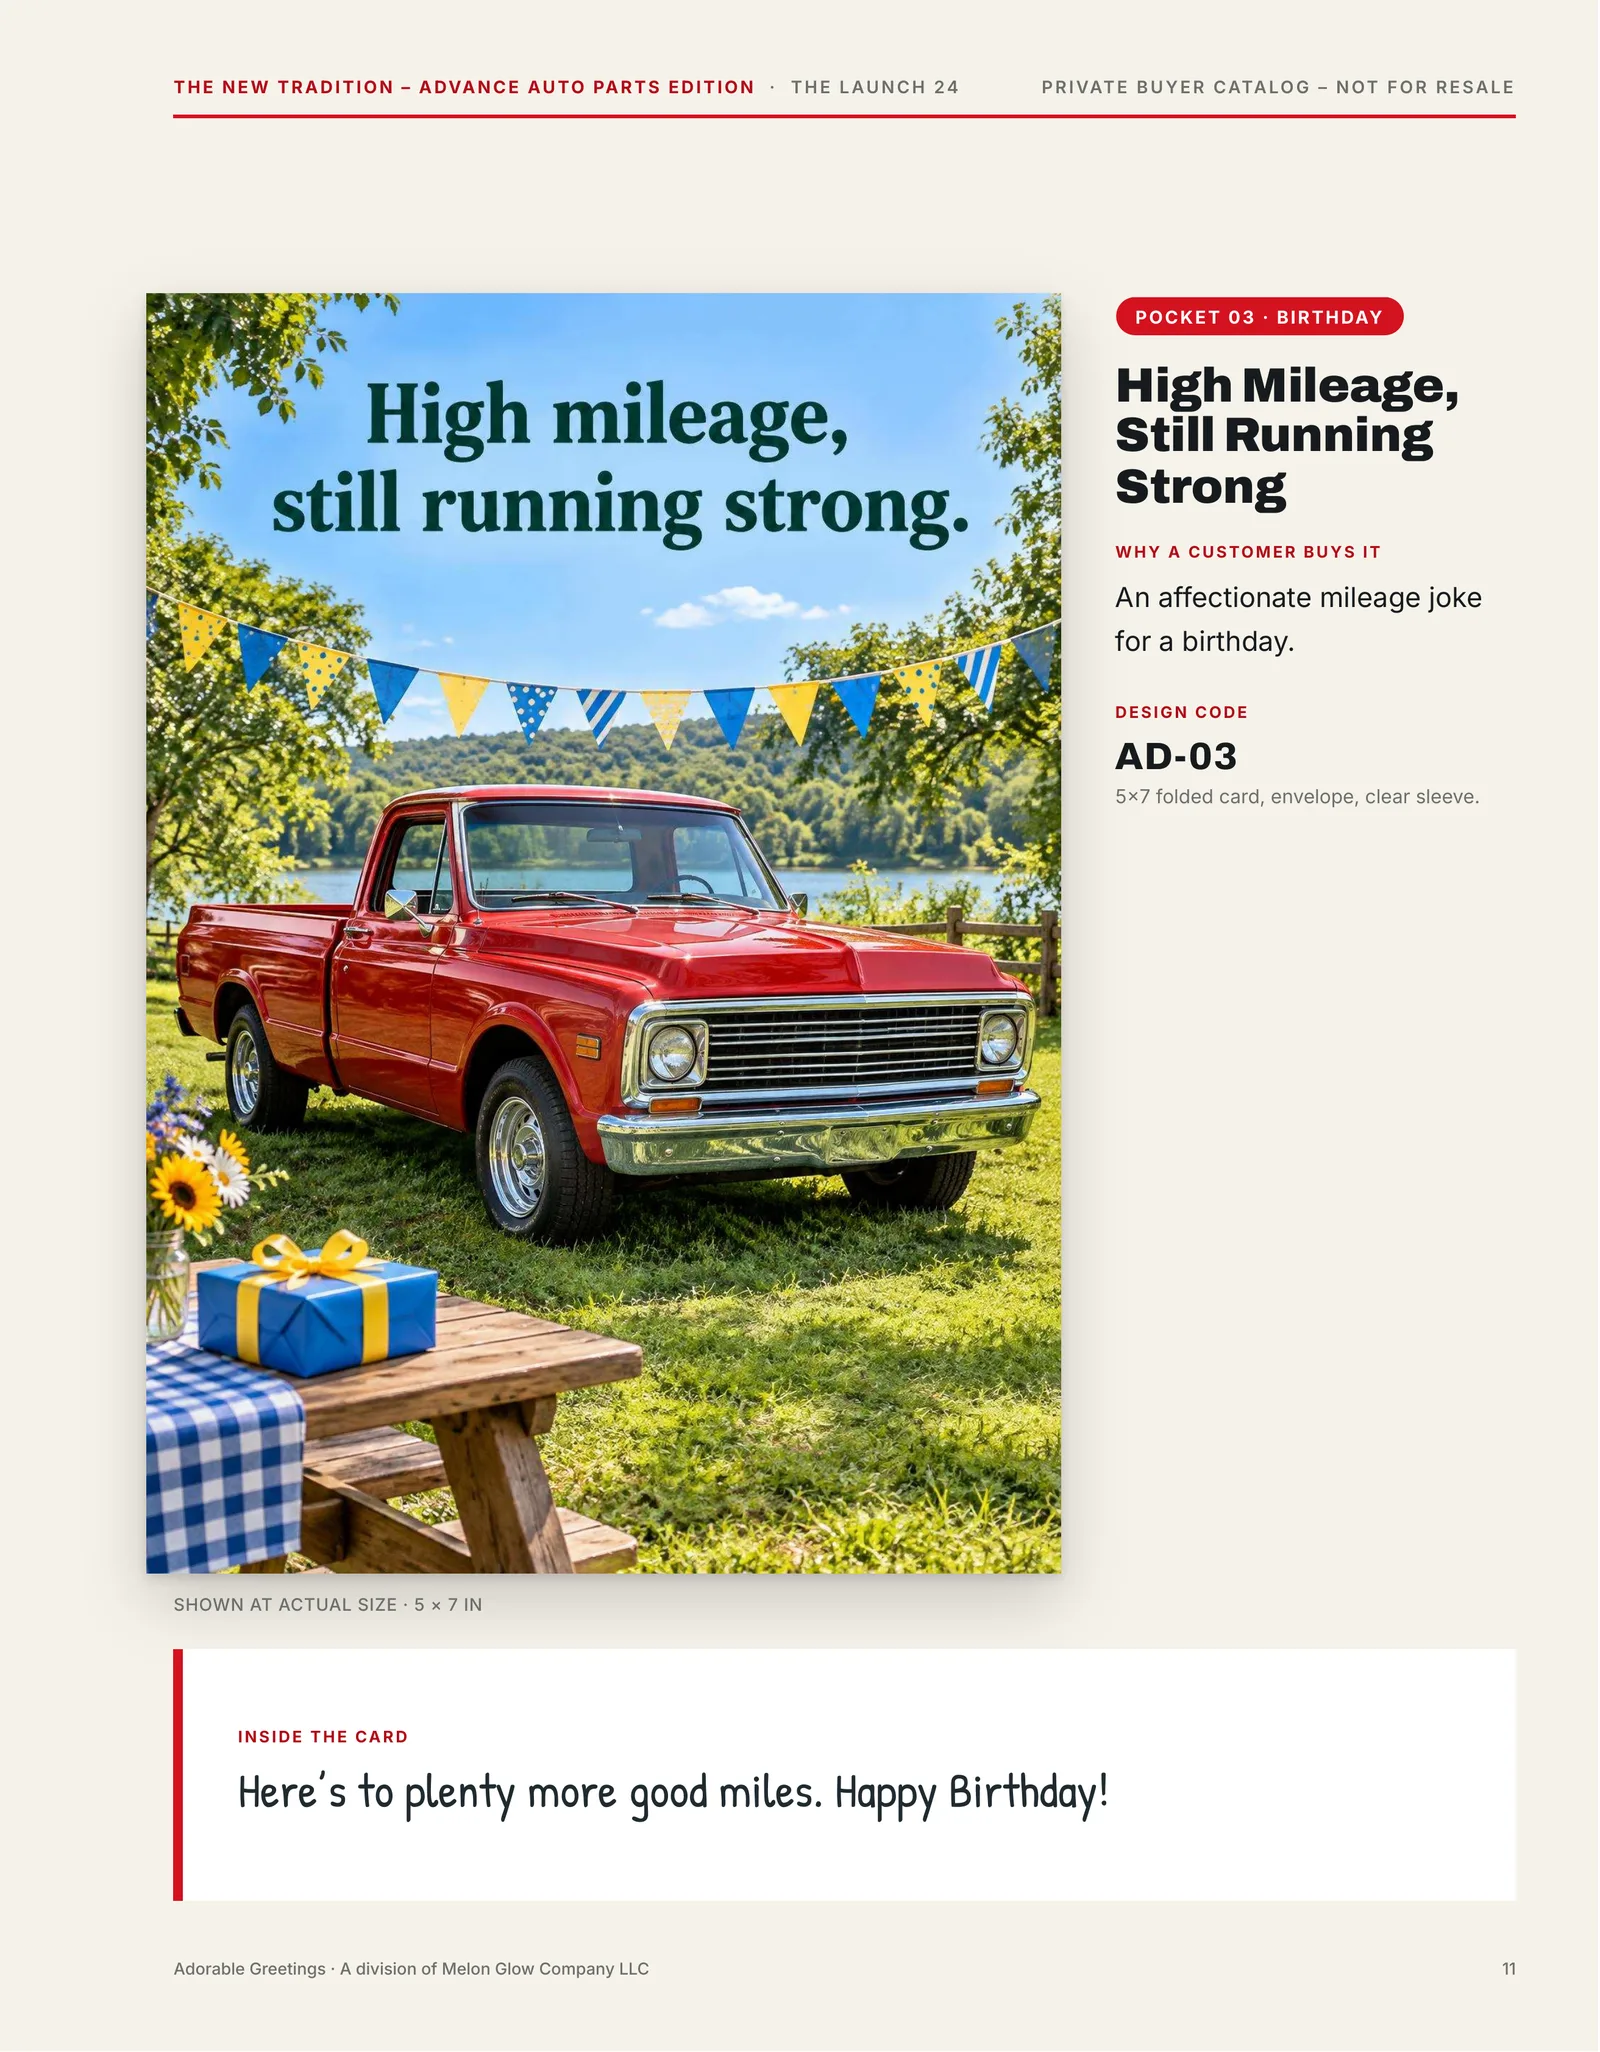 THE NEW TRADITION – ADVANCE AUTO PARTS EDITION · THE LAUNCH 24
PRIVATE BUYER CATALOG – NOT FOR RESALE
High mileage,
still running strong.
POCKET 03 · BIRTHDAY
High Mileage,
Still Running
Strong
WHY A CUSTOMER BUYS IT
An affectionate mileage joke
for a birthday.
DESIGN CODE
AD-03
5×7 folded card, envelope, clear sleeve.
SHOWN AT ACTUAL SIZE · 5 × 7 IN
INSIDE THE CARD
Here's to plenty more good miles. Happy Birthday!
Adorable Greetings · A division of Melon Glow Company LLC
11